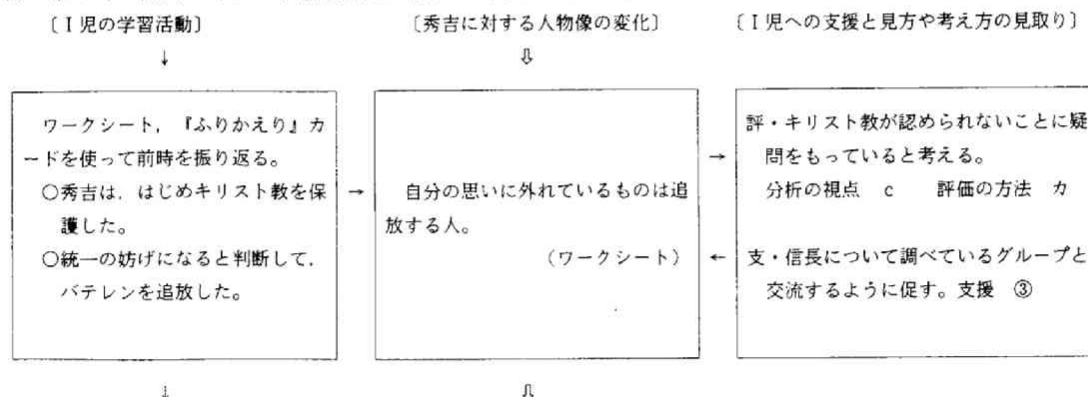 〔Ⅰ児の学習活動〕
〔秀吉に対する人物像の変化〕
〔Ⅰ児への支援と見方や考え方の見取り〕
↓
⇩
ワークシート，『ふりかえり』カ
ードを使って前時を振り返る。
○秀吉は，はじめキリスト教を保
護した。
○統一の妨げになると判断して，
バテレンを追放した。
→
自分の思いに外れているものは追
放する人。
（ワークシート）
→
←
評・キリスト教が認められないことに疑
問をもっていると考える。
分析の視点　c　　評価の方法　カ
支・信長について調べているグループと
交流するように促す。支援　③
↓
⇩